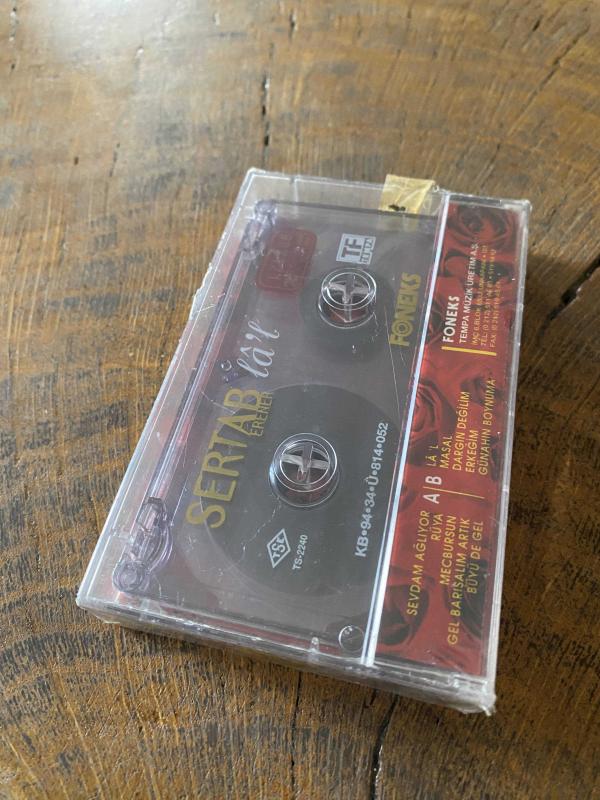 SERTAB
ERENER
lâ'l
TSE
TS-2240
KB•94•34•Ü•814•052
TF
TEMPA
FONEKS
FONEKS
TEMPA MÜZİK ÜRETİM A.Ş.
A|B
SEVDAM AĞLIYOR
RÜYA
MECBURSUN
GEL BARIŞALIM ARTIK
BÜYÜ DE GEL
LÂ 'L
MASAL
DARGIN DEĞİLİM
ERKEĞİM
GÜNAHIN BOYNUMA